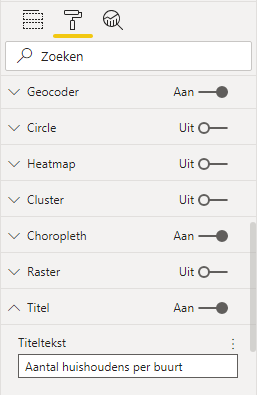 Zoeken
Geocoder Aan
Circle Uit
Heatmap Uit
Cluster Uit
Choropleth Aan
Raster Uit
Titel Aan
Titeltekst
Aantal huishoudens per buurt